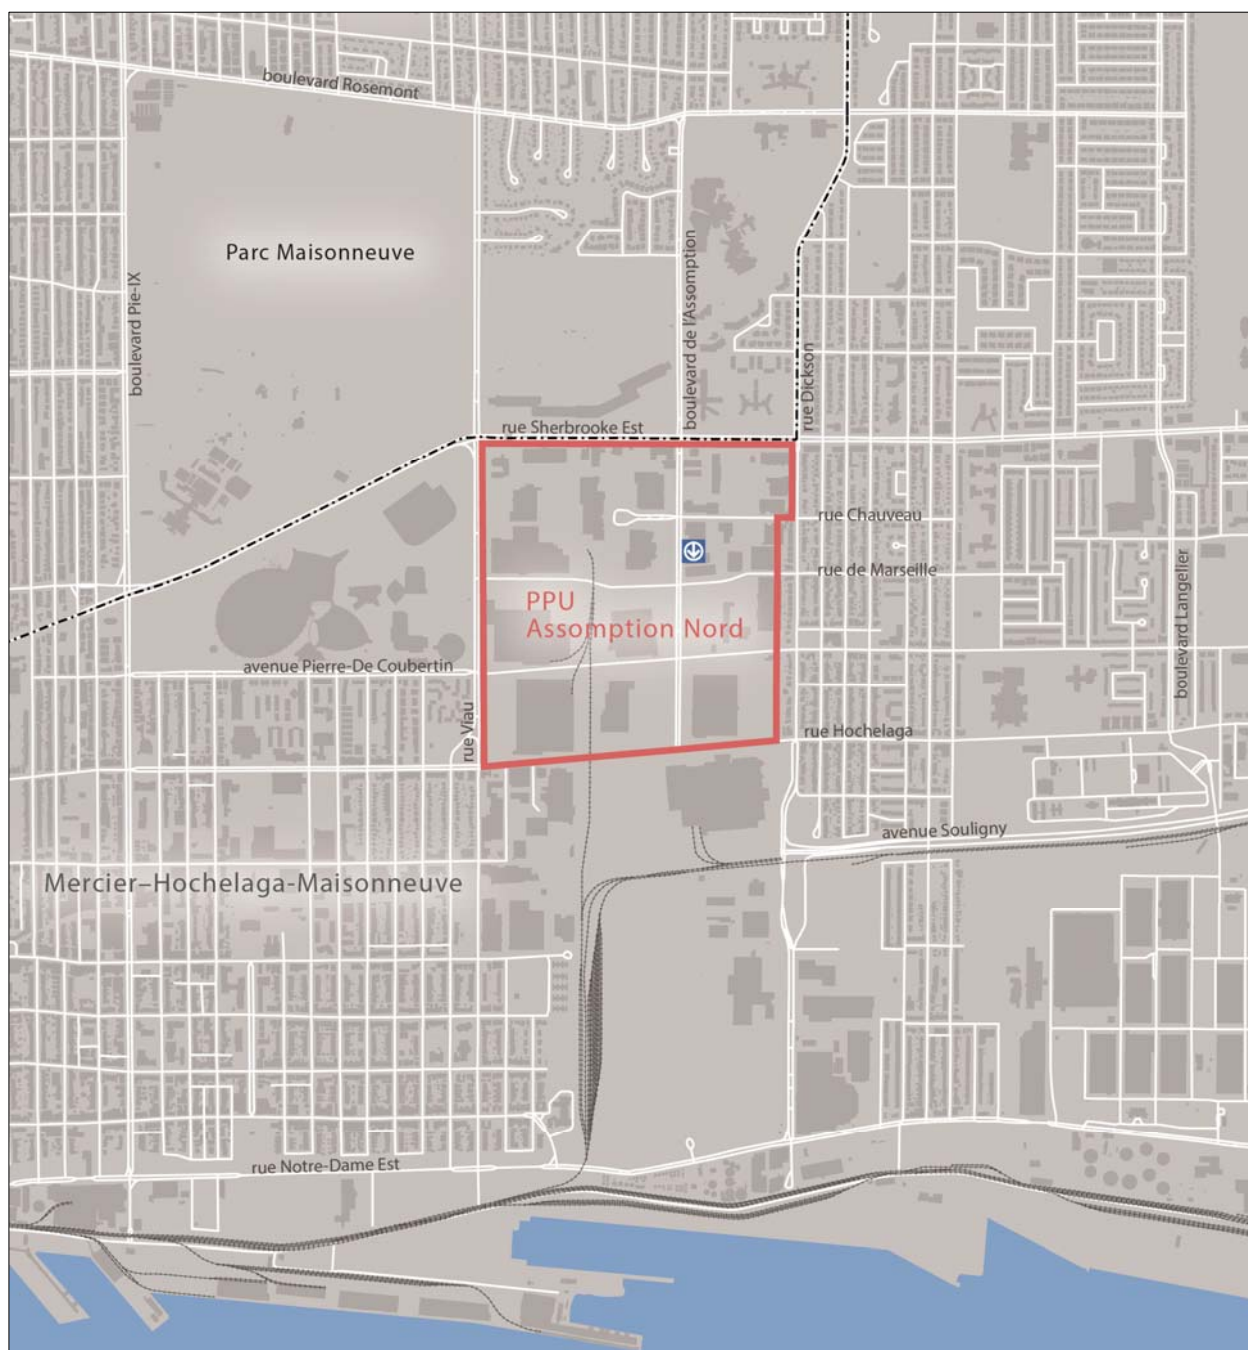 boulevard Rosemont
Parc Maisonneuve
boulevard Pie-IX
boulevard de l'Assomption
rue Dickson
rue Sherbrooke Est
rue Chauveau
rue de Marseille
PPU
Assomption Nord
boulevard Langelier
avenue Pierre-De Coubertin
rue Viau
rue Hochelaga
avenue Souligny
Mercier–Hochelaga-Maisonneuve
rue Notre-Dame Est